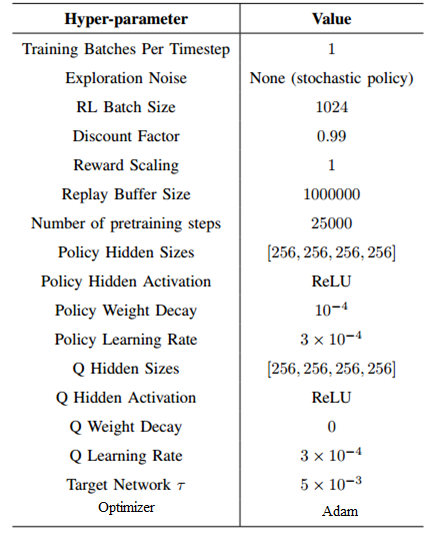 Hyper-parameter Value
Training Batches Per Timestep 1
Exploration Noise None (stochastic policy)
RL Batch Size 1024
Discount Factor 0.99
Reward Scaling 1
Replay Buffer Size 1000000
Number of pretraining steps 25000
Policy Hidden Sizes [256, 256, 256, 256]
Policy Hidden Activation ReLU
Policy Weight Decay 10⁻⁴
Policy Learning Rate 3 × 10⁻⁴
Q Hidden Sizes [256, 256, 256, 256]
Q Hidden Activation ReLU
Q Weight Decay 0
Q Learning Rate 3 × 10⁻⁴
Target Network τ 5 × 10⁻³
Optimizer Adam